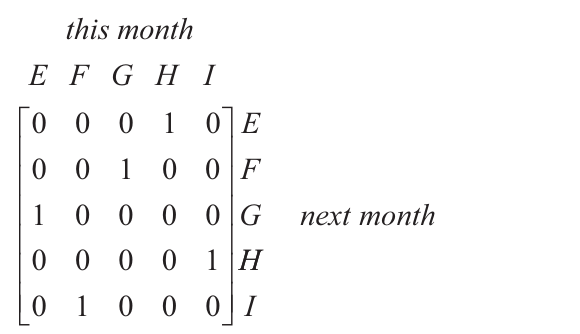 this month
E F G H I
0 0 0 1 0 E
0 0 1 0 0 F
1 0 0 0 0 G next month
0 0 0 0 1 H
0 1 0 0 0 I